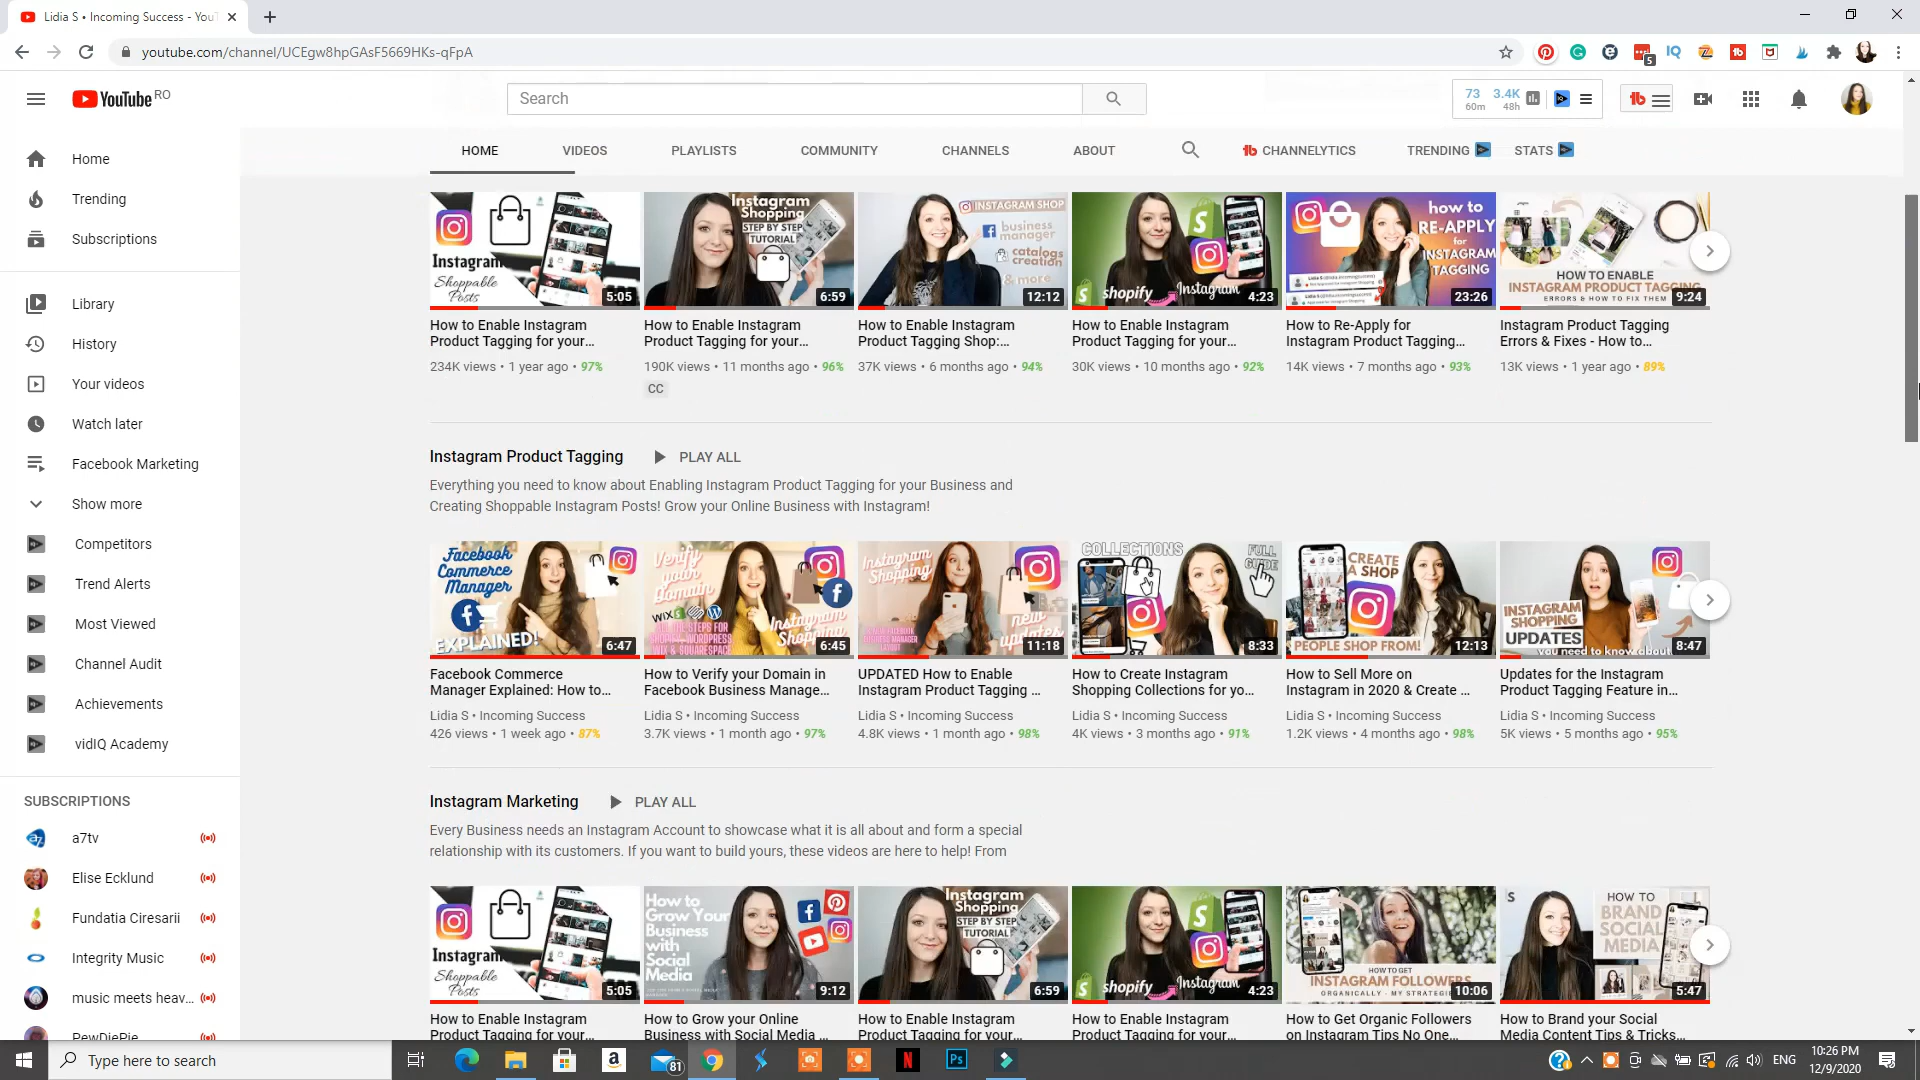 Lidia S • Incoming Success - YouT
youtube.com/channel/UCEgw8hpGAsF5669HKs-qFpA
5
YouTube RO
Search
73 3.4K
60m 48h
Home
Trending
Subscriptions
Library
History
Your videos
Watch later
Facebook Marketing
Show more
Competitors
Trend Alerts
Most Viewed
Channel Audit
Achievements
vidIQ Academy
SUBSCRIPTIONS
a7tv
Elise Ecklund
Fundatia Ciresarii
Integrity Music
music meets heav...
PewDiePie
HOME VIDEOS PLAYLISTS COMMUNITY CHANNELS ABOUT CHANNELYTICS TRENDING STATS
Instagram
Shoppable
Posts
5:05
How to Enable Instagram
Product Tagging for your...
234K views • 1 year ago • 97%
Instagram
Shopping
STEP BY STEP
TUTORIAL
6:59
How to Enable Instagram
Product Tagging for your...
190K views • 11 months ago • 96%
CC
INSTAGRAM SHOP
business
manager
catalogs
creation
& more
12:12
How to Enable Instagram
Product Tagging Shop:...
37K views • 6 months ago • 94%
shopify Instagram
4:23
How to Enable Instagram
Product Tagging for your...
30K views • 10 months ago • 92%
how to
RE-APPLY
for
INSTAGRAM
TAGGING
23:26
How to Re-Apply for
Instagram Product Tagging...
14K views • 7 months ago • 93%
HOW TO ENABLE
INSTAGRAM PRODUCT TAGGING
ERRORS & HOW TO FIX THEM
9:24
Instagram Product Tagging
Errors & Fixes - How to...
13K views • 1 year ago • 89%
Instagram Product Tagging PLAY ALL
Everything you need to know about Enabling Instagram Product Tagging for your Business and
Creating Shoppable Instagram Posts! Grow your Online Business with Instagram!
Facebook
Commerce
Manager
EXPLAINED!
6:47
Facebook Commerce
Manager Explained: How to...
Lidia S • Incoming Success
426 views • 1 week ago • 87%
Verify
your
Domain
WIX
ALL THE STEPS FOR
SHOPIFY, WORDPRESS
WIX & SQUARESPACE
Instagram
Shopping
6:45
How to Verify your Domain in
Facebook Business Manage...
Lidia S • Incoming Success
3.7K views • 1 month ago • 97%
Instagram
Shopping
new
updates
11:18
UPDATED How to Enable
Instagram Product Tagging ...
Lidia S • Incoming Success
4.8K views • 1 month ago • 98%
COLLECTIONS
FULL
GUIDE
8:33
How to Create Instagram
Shopping Collections for yo...
Lidia S • Incoming Success
4K views • 3 months ago • 91%
CREATE
A SHOP
PEOPLE SHOP FROM!
12:13
How to Sell More on
Instagram in 2020 & Create ...
Lidia S • Incoming Success
1.2K views • 4 months ago • 98%
INSTAGRAM
SHOPPING
UPDATES
you need to know about
8:47
Updates for the Instagram
Product Tagging Feature in...
Lidia S • Incoming Success
5K views • 5 months ago • 95%
Instagram Marketing PLAY ALL
Every Business needs an Instagram Account to showcase what it is all about and form a special
relationship with its customers. If you want to build yours, these videos are here to help! From
Instagram
Shoppable
Posts
5:05
How to Enable Instagram
Product Tagging for your...
How to
Grow Your
Business
with
Social
Media
9:12
How to Grow your Online
Business with Social Media ...
Instagram
Shopping
STEP BY STEP
TUTORIAL
6:59
How to Enable Instagram
Product Tagging for your...
shopify Instagram
4:23
How to Enable Instagram
Product Tagging for your...
HOW TO GET
INSTAGRAM FOLLOWERS
ORGANICALLY - MY STRATEGIES
10:06
How to Get Organic Followers
on Instagram Tips No One...
HOW TO
BRAND
SOCIAL
MEDIA
5:47
How to Brand your Social
Media Content Tips & Tricks...
Type here to search
81
ENG
10:26 PM
12/9/2020